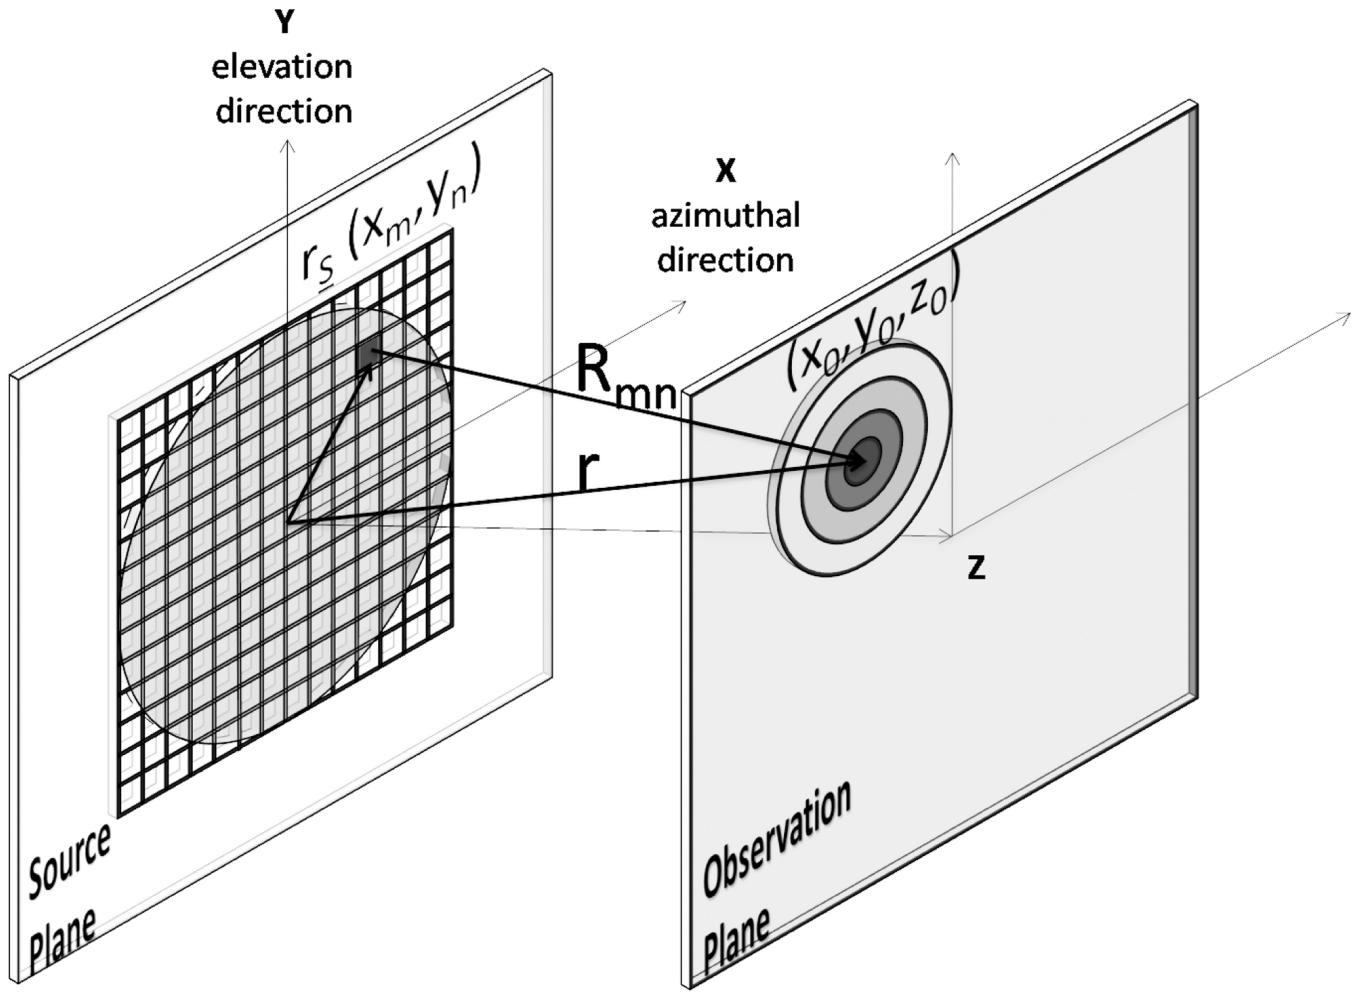 Y
elevation
direction
r_S (x_m, y_n)
X
azimuthal
direction
(x_0, y_0, z_0)
R_mn
r
z
Source
Plane
Observation
Plane